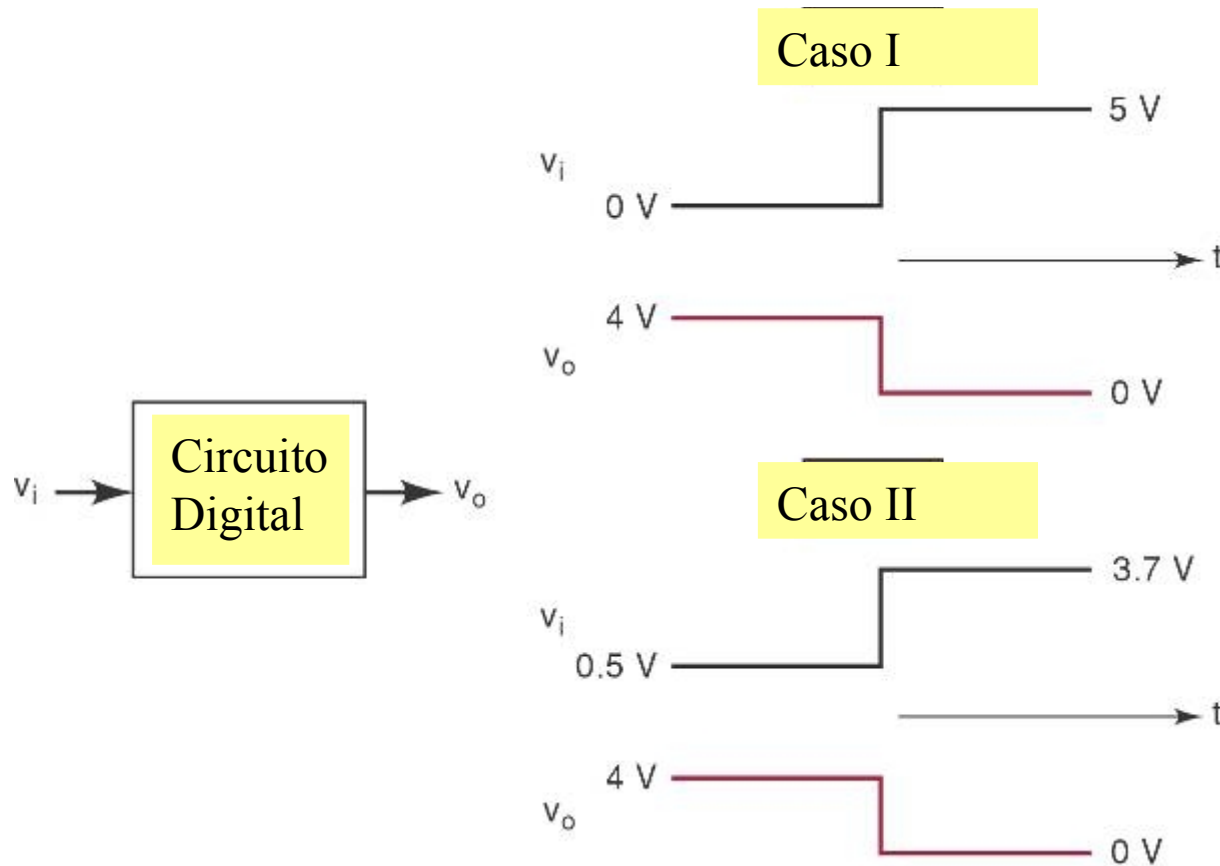 Caso I
5 V
vi
0 V
t
4 V
vo
0 V
Circuito
Digital
vi
vo
Caso II
3.7 V
vi
0.5 V
t
4 V
vo
0 V